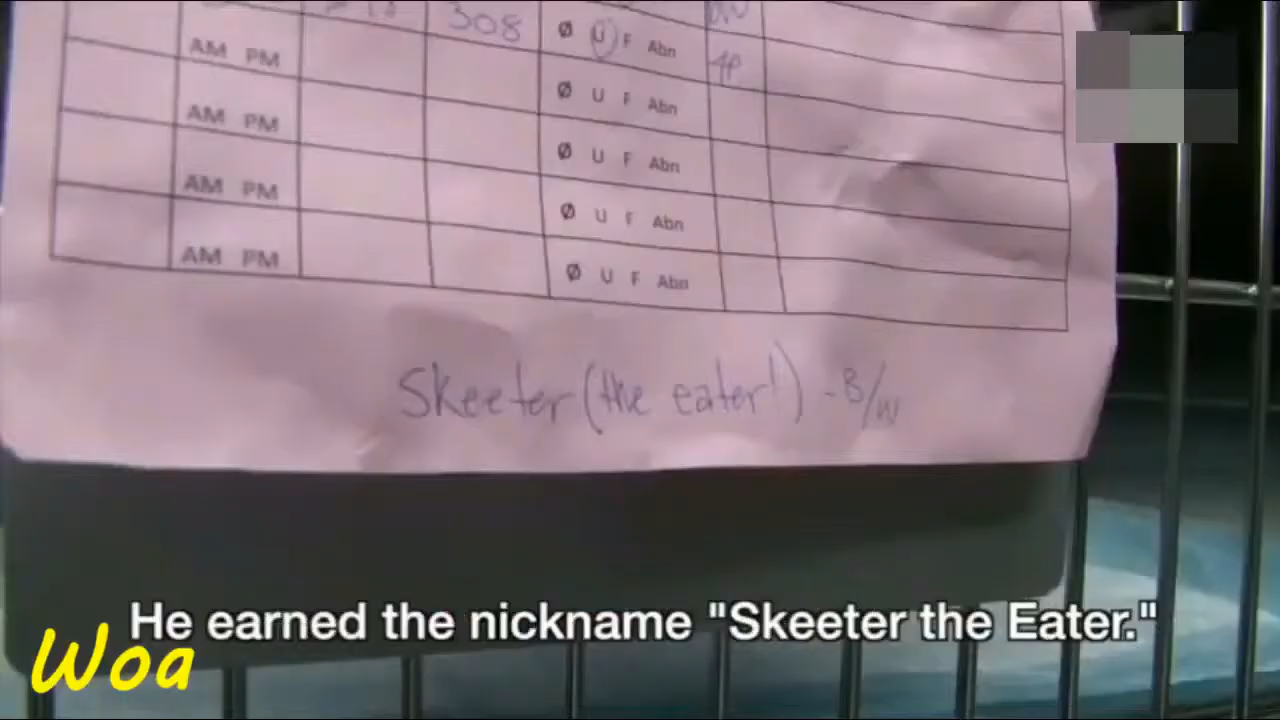 308 Ø U F Abn
AM PM Ø U F Abn
AM PM Ø U F Abn
AM PM Ø U F Abn
AM PM Ø U F Abn
Skeeter (the eater!) - B/W
He earned the nickname "Skeeter the Eater."
Woa